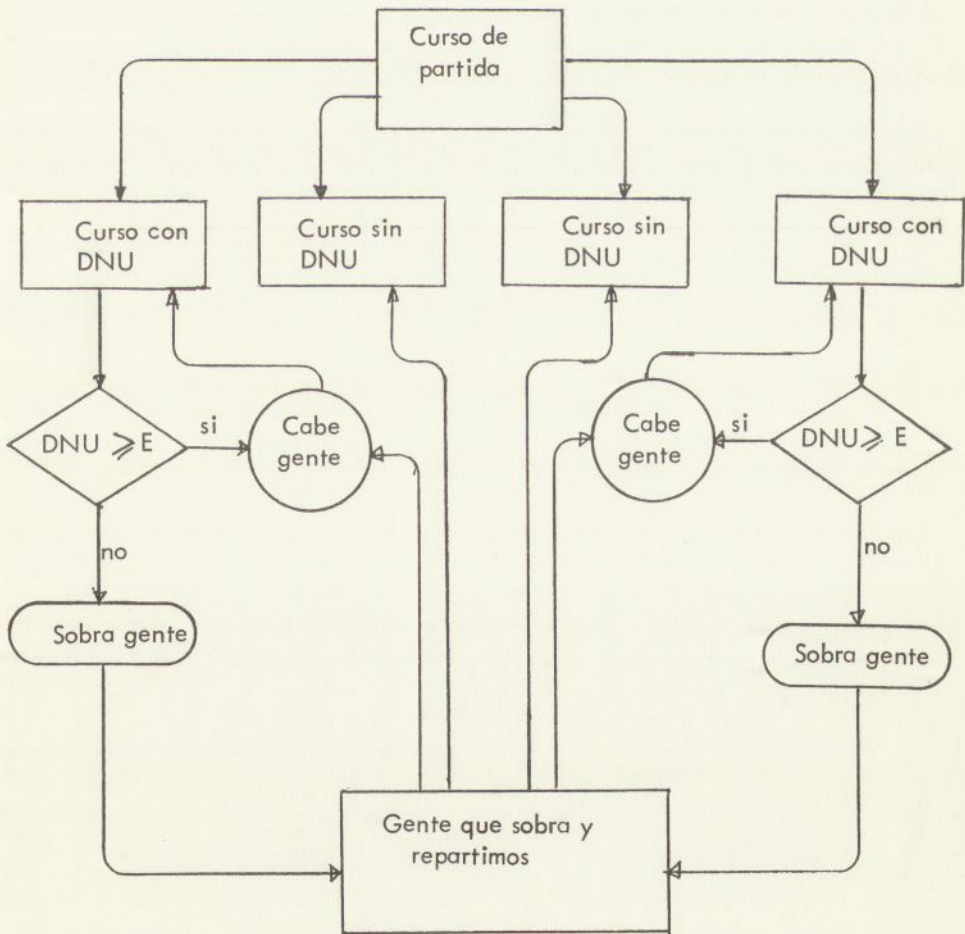 Curso de
partida
Curso con
DNU
Curso sin
DNU
Curso sin
DNU
Curso con
DNU
DNU ⩾ E
si
Cabe
gente
Cabe
gente
si
DNU ⩾ E
no
no
Sobra gente
Sobra gente
Gente que sobra y
repartimos